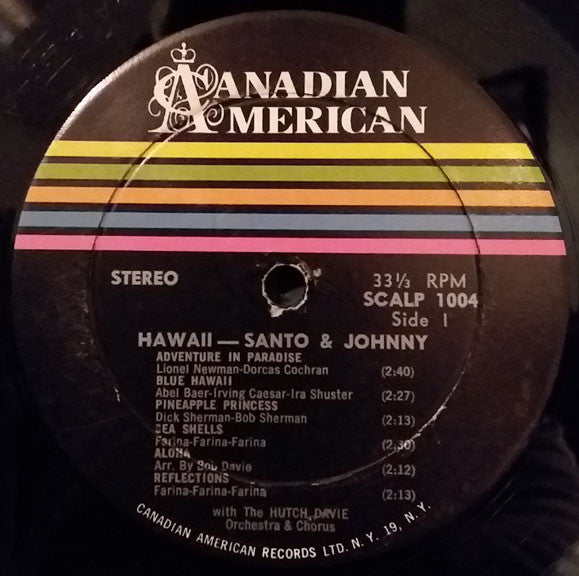 CANADIAN
AMERICAN
STEREO
33⅓ RPM
SCALP 1004
Side 1
HAWAII — SANTO & JOHNNY
ADVENTURE IN PARADISE
Lionel Newman-Dorcas Cochran (2:40)
BLUE HAWAII
Abel Baer-Irving Caesar-Ira Shuster (2:27)
PINEAPPLE PRINCESS
Dick Sherman-Bob Sherman (2:13)
SEA SHELLS
Farina-Farina-Farina (2:30)
ALOHA
Arr. By Bob Davie (2:12)
REFLECTIONS
Farina-Farina-Farina (2:13)
with The HUTCH DAVIE
Orchestra & Chorus
CANADIAN AMERICAN RECORDS LTD. N. Y. 19, N. Y.